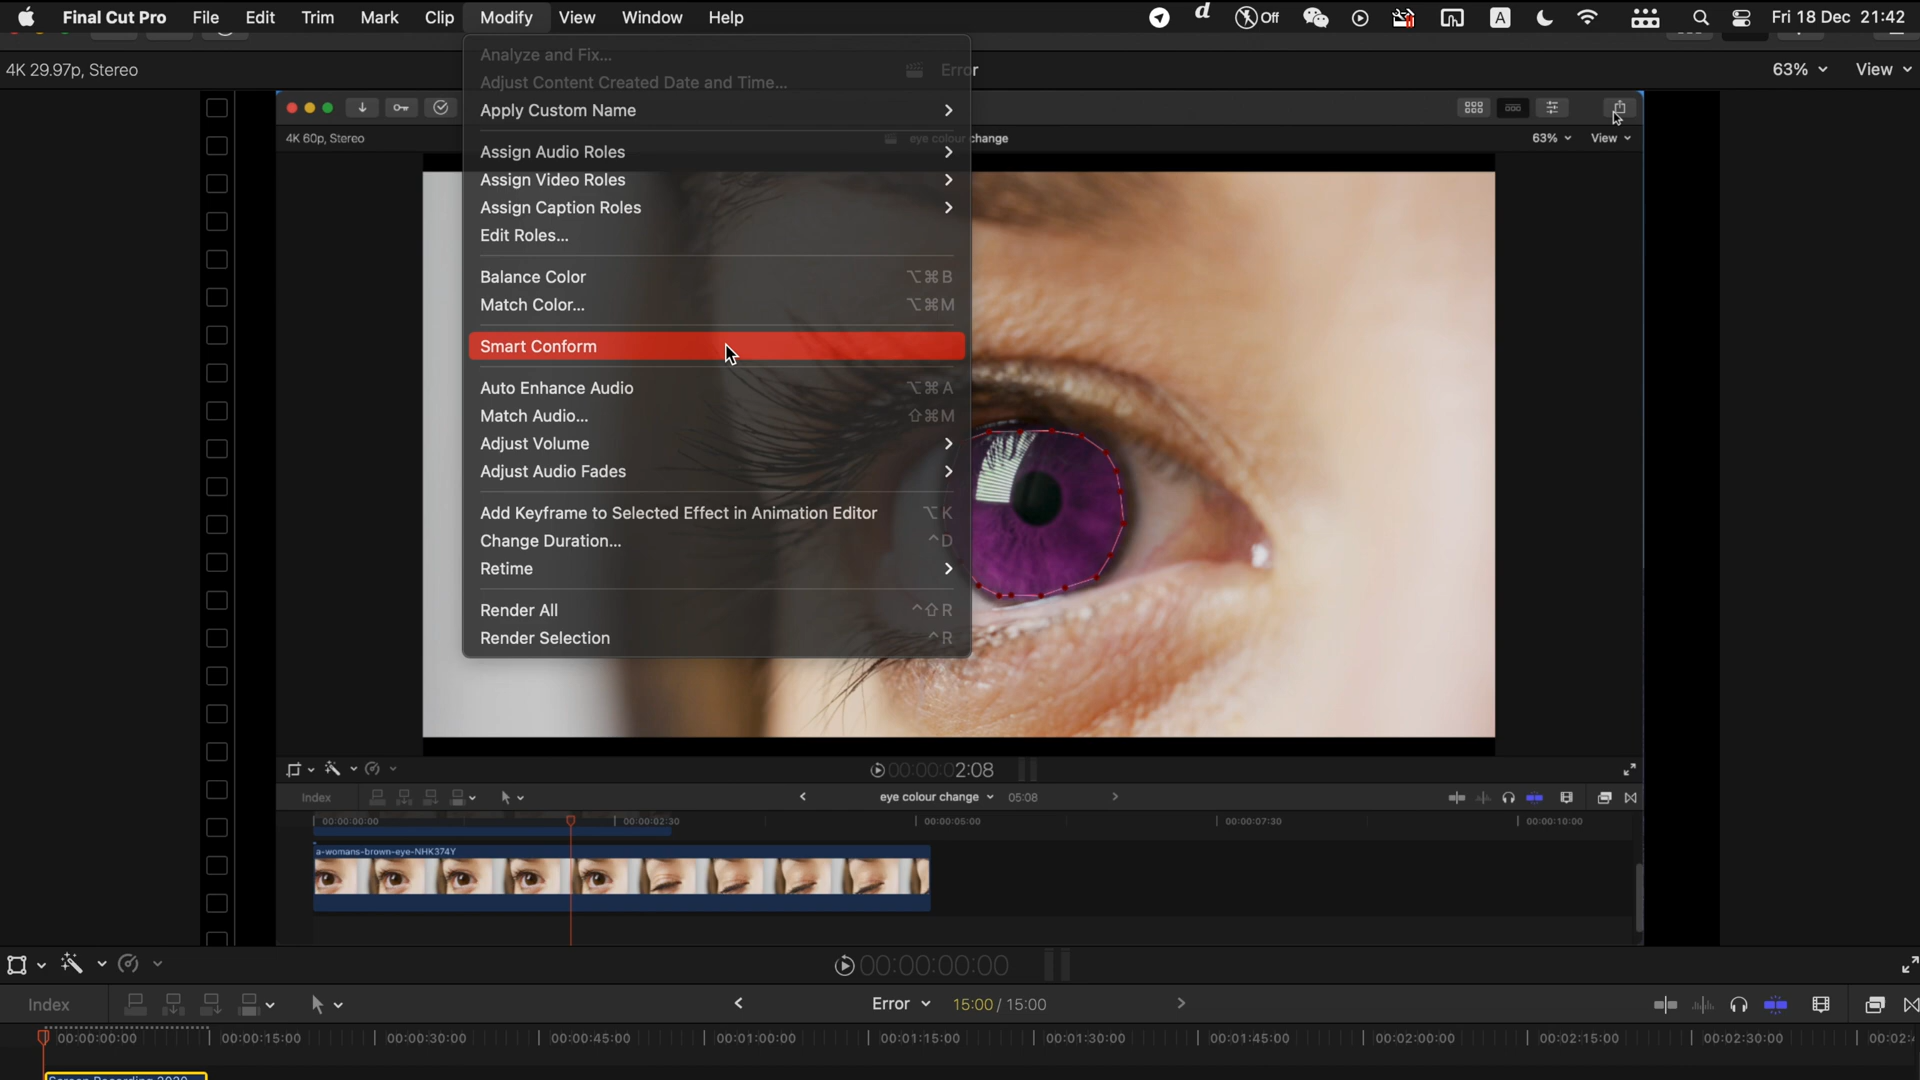 Final Cut Pro File Edit Trim Mark Clip Modify View Window Help
Off A Fri 18 Dec 21:42
4K 29.97p, Stereo
Error
63% View
Analyze and Fix...
Adjust Content Created Date and Time...
Apply Custom Name
Assign Audio Roles
Assign Video Roles
Assign Caption Roles
Edit Roles...
Balance Color ⌥⌘B
Match Color... ⌥⌘M
Smart Conform
Auto Enhance Audio ⌥⌘A
Match Audio... ⇧⌘M
Adjust Volume
Adjust Audio Fades
Add Keyframe to Selected Effect in Animation Editor ⌥K
Change Duration... ^D
Retime
Render All ^⇧R
Render Selection ^R
4K 60p, Stereo
eye colour change
63% View
00:00:02:08
Index
eye colour change 05:08
00:00:00:00 00:00:02:30 00:00:05:00 00:00:07:30 00:00:10:00
a-womans-brown-eye-NHK374Y
00:00:00:00
Index
Error 15:00 / 15:00
00:00:00:00 00:00:15:00 00:00:30:00 00:00:45:00 00:01:00:00 00:01:15:00 00:01:30:00 00:01:45:00 00:02:00:00 00:02:15:00 00:02:30:00
Screen Recording 2020